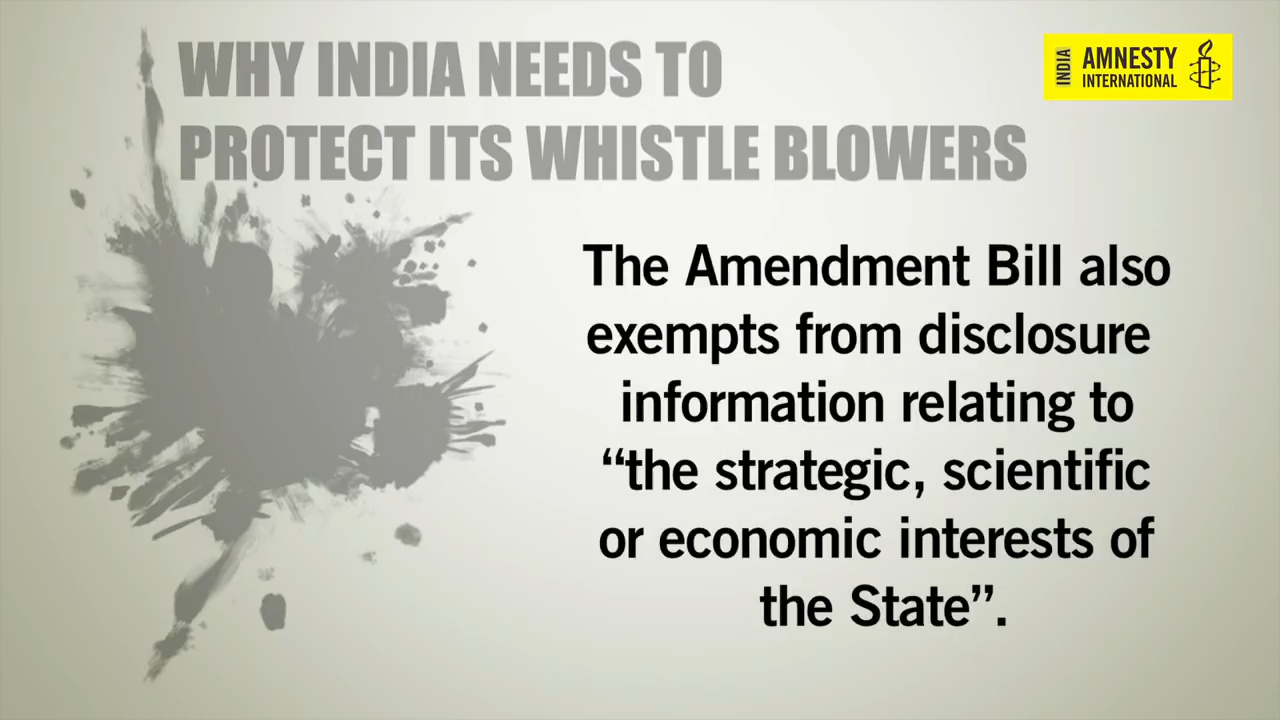 WHY INDIA NEEDS TO
PROTECT ITS WHISTLE BLOWERS
INDIA
AMNESTY
INTERNATIONAL
The Amendment Bill also
exempts from disclosure
information relating to
“the strategic, scientific
or economic interests of
the State”.